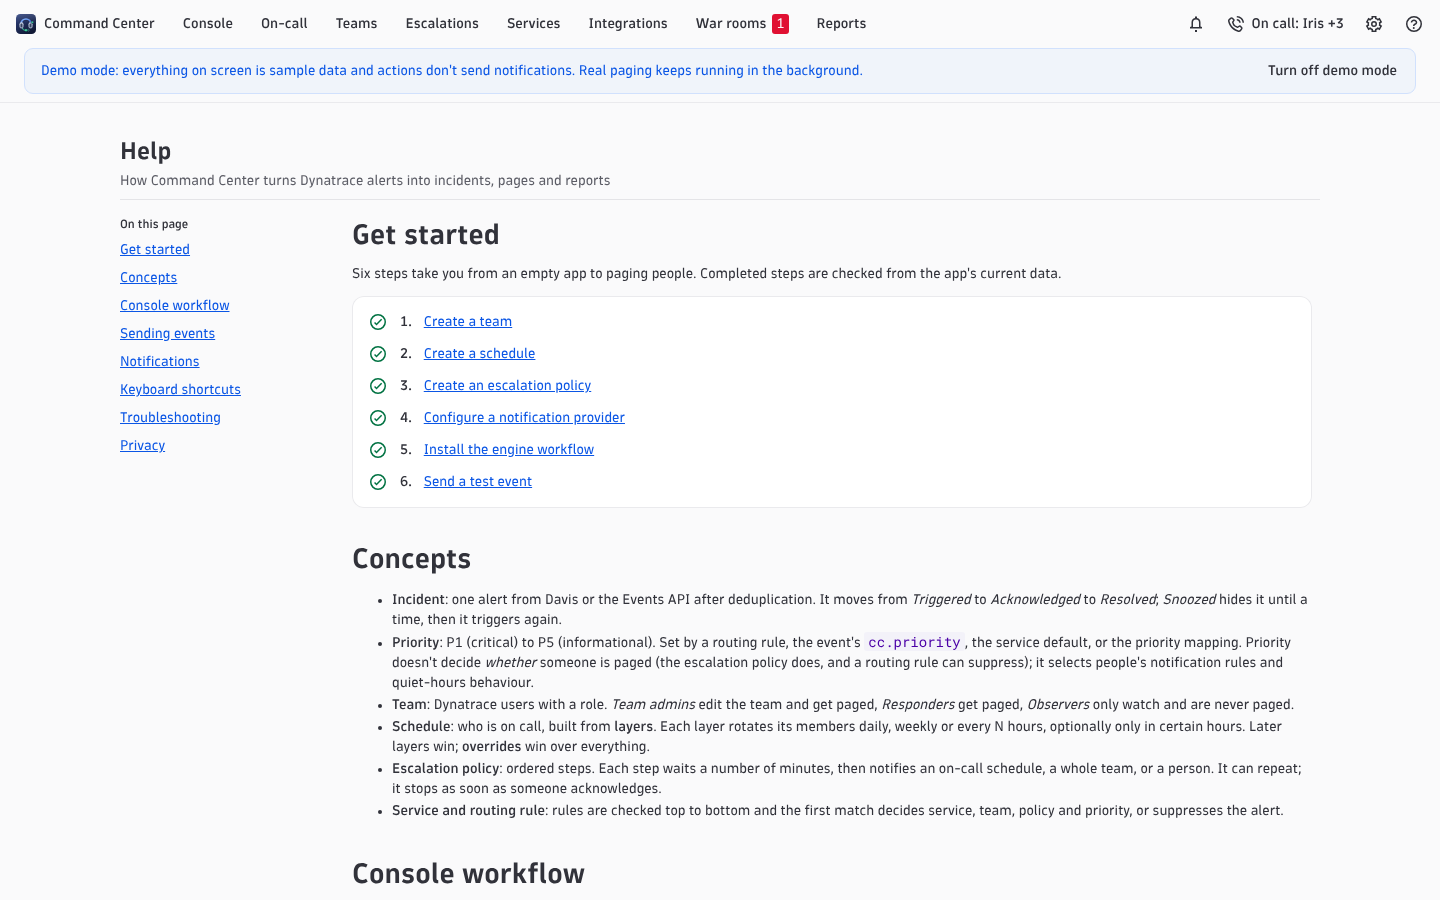 Command Center
Console
On-call
Teams
Escalations
Services
Integrations
War rooms 1
Reports
On call: Iris +3
Demo mode: everything on screen is sample data and actions don't send notifications. Real paging keeps running in the background.
Turn off demo mode
Help
How Command Center turns Dynatrace alerts into incidents, pages and reports
On this page
Get started
Concepts
Console workflow
Sending events
Notifications
Keyboard shortcuts
Troubleshooting
Privacy
Get started
Six steps take you from an empty app to paging people. Completed steps are checked from the app's current data.
1. Create a team
2. Create a schedule
3. Create an escalation policy
4. Configure a notification provider
5. Install the engine workflow
6. Send a test event
Concepts
• Incident: one alert from Davis or the Events API after deduplication. It moves from Triggered to Acknowledged to Resolved; Snoozed hides it until a
time, then it triggers again.
• Priority: P1 (critical) to P5 (informational). Set by a routing rule, the event's cc.priority, the service default, or the priority mapping. Priority
doesn't decide whether someone is paged (the escalation policy does, and a routing rule can suppress); it selects people's notification rules and
quiet-hours behaviour.
• Team: Dynatrace users with a role. Team admins edit the team and get paged, Responders get paged, Observers only watch and are never paged.
• Schedule: who is on call, built from layers. Each layer rotates its members daily, weekly or every N hours, optionally only in certain hours. Later
layers win; overrides win over everything.
• Escalation policy: ordered steps. Each step waits a number of minutes, then notifies an on-call schedule, a whole team, or a person. It can repeat;
it stops as soon as someone acknowledges.
• Service and routing rule: rules are checked top to bottom and the first match decides service, team, policy and priority, or suppresses the alert.
Console workflow